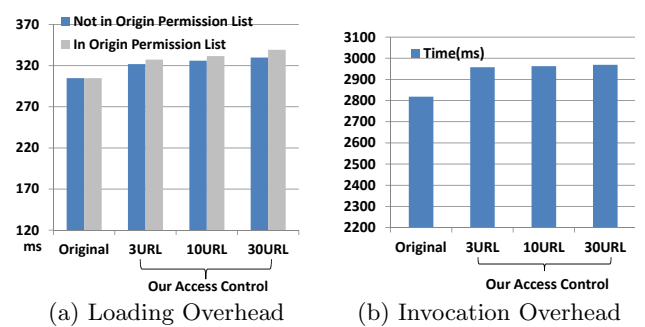 370
320
270
220
170
120
ms
Not in Origin Permission List
In Origin Permission List
Original 3URL 10URL 30URL
Our Access Control
(a) Loading Overhead
3100
3000
2900
2800
2700
2600
2500
2400
2300
2200
Time(ms)
Original 3URL 10URL 30URL
Our Access Control
(b) Invocation Overhead